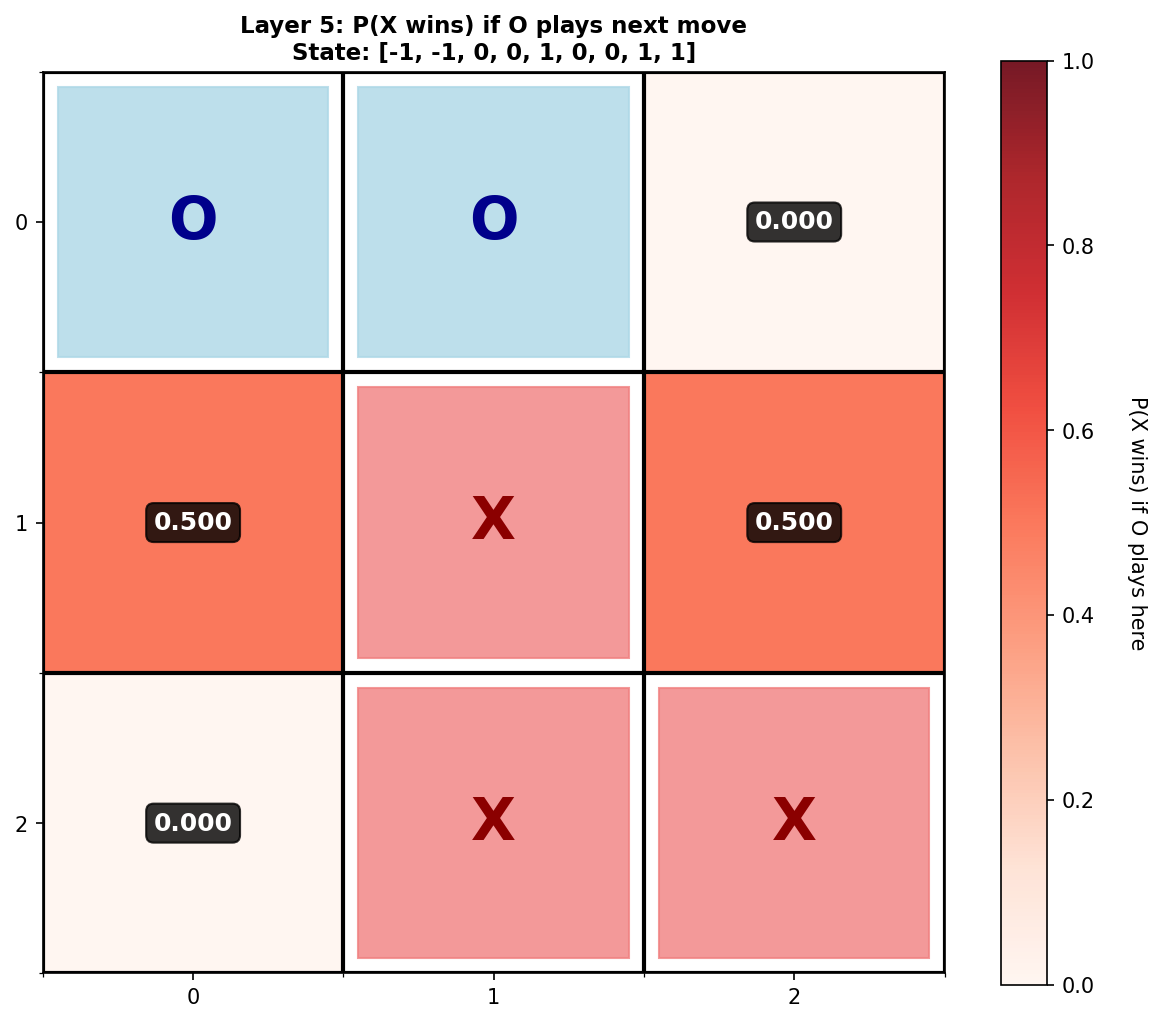 Layer 5: P(X wins) if O plays next move
State: [-1, -1, 0, 0, 1, 0, 0, 1, 1]
0
O
O
0.000
1
0.500
X
0.500
2
0.000
X
X
0
1
2
1.0
0.8
0.6
0.4
0.2
0.0
P(X wins) if O plays here